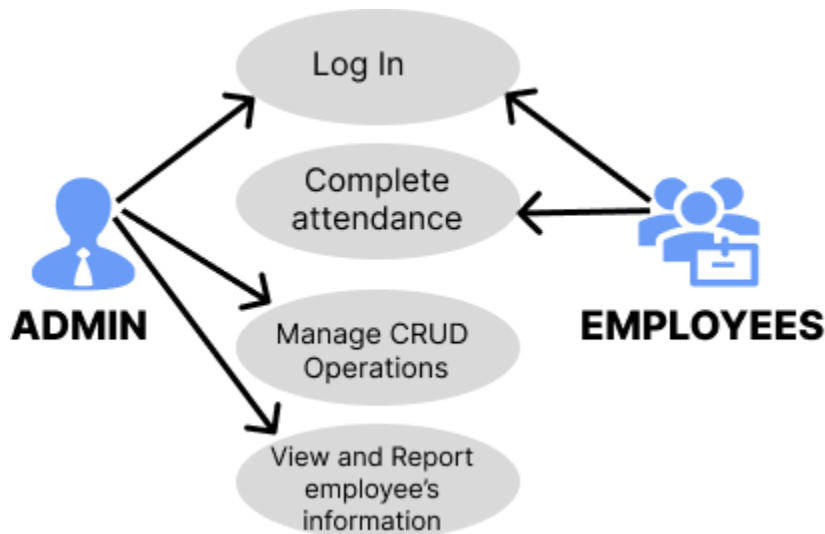 Log In
Complete
attendance
ADMIN
EMPLOYEES
Manage CRUD
Operations
View and Report
employee’s
information